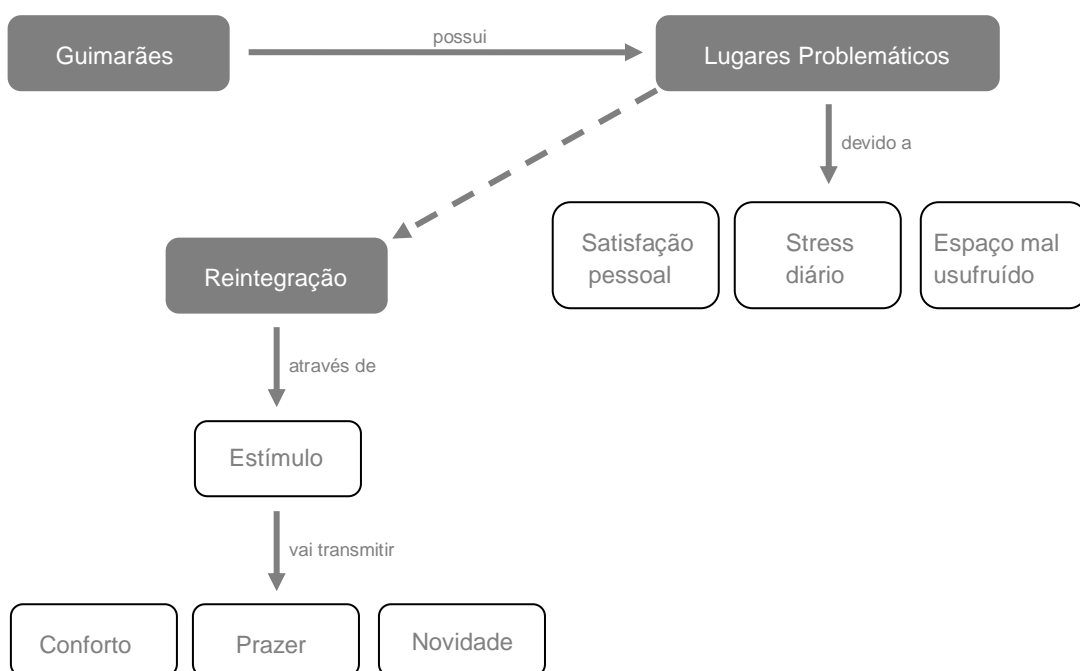 Guimarães
possui
Lugares Problemáticos
devido a
Satisfação
pessoal
Stress
diário
Espaço mal
usufruído
Reintegração
através de
Estímulo
vai transmitir
Conforto
Prazer
Novidade